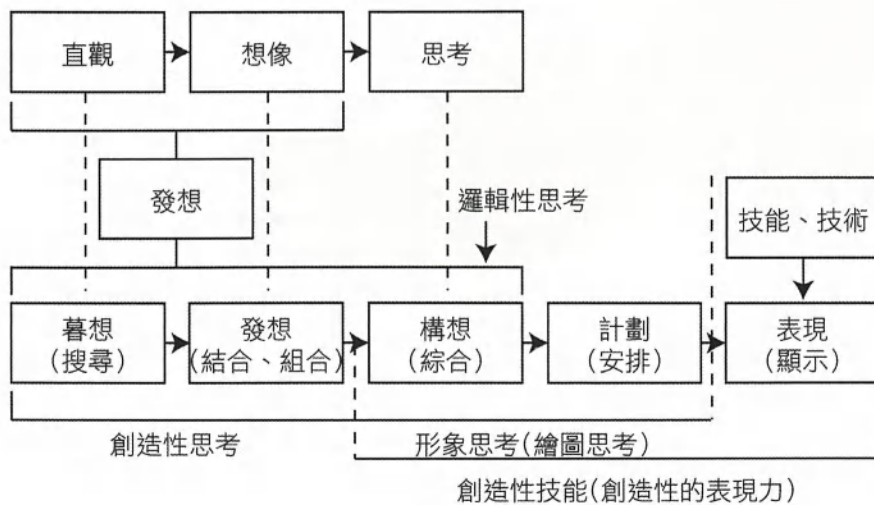 直觀
想像
思考
發想
邏輯性思考
技能、技術
暮想
(搜尋)
發想
(結合、組合)
構想
(綜合)
計劃
(安排)
表現
(顯示)
創造性思考
形象思考(繪圖思考)
創造性技能(創造性的表現力)